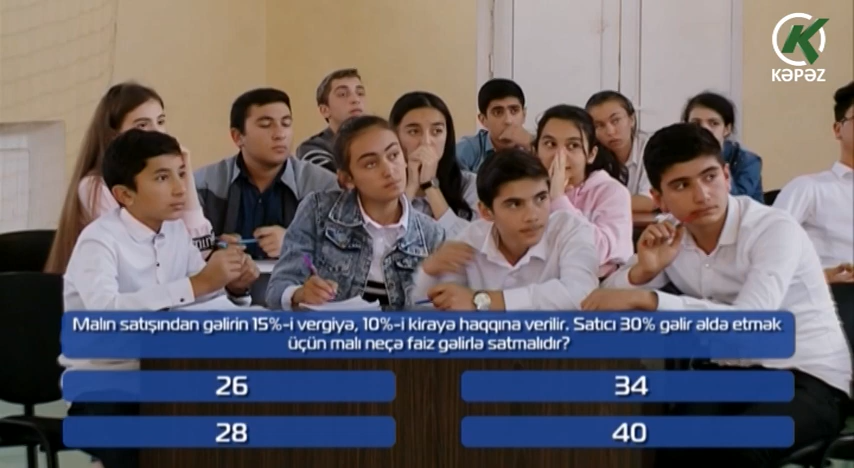 KƏPƏZ
Malın satışından gəlirin 15%-i vergiyə, 10%-i kirayə haqqına verilir. Satıcı 30% gəlir əldə etmək
üçün malı neçə faiz gəlirlə satmalıdır?
26
34
28
40